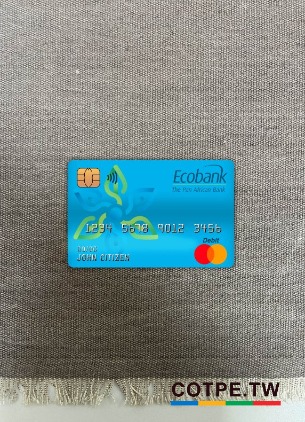 Ecobank
The Pan African Bank
1234 5678 9012 3456
Debit
JOHN CITIZEN
COTPE.TW